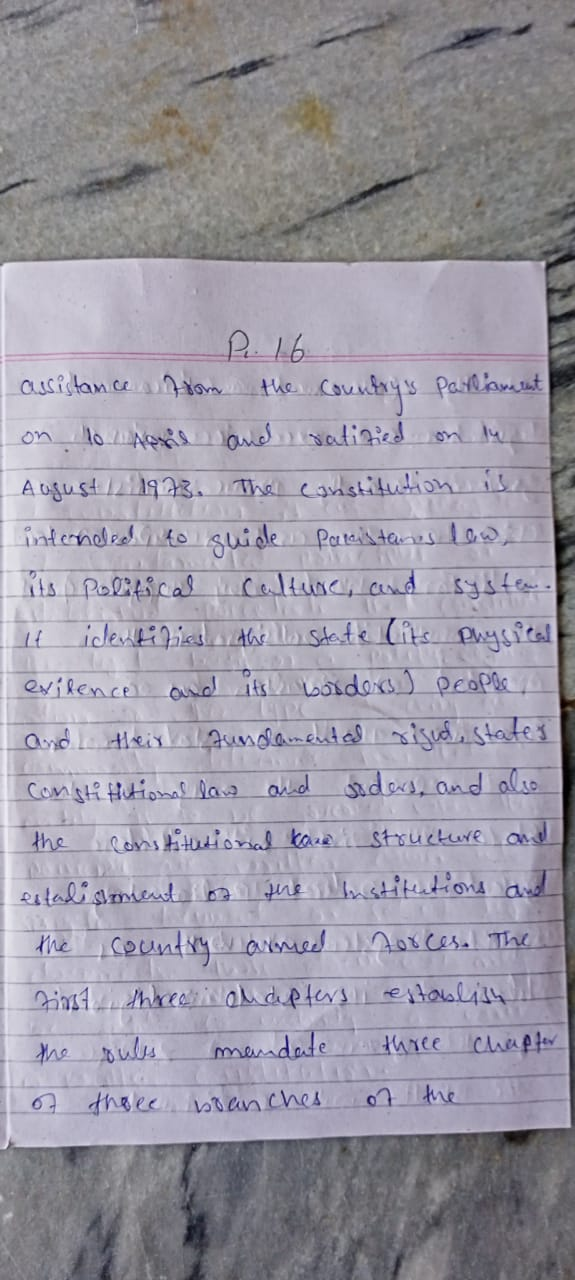 P. 16
assistance from the country's parliament
on 10 April and ratified on 14
August 1973. The constitution is
intended to guide Pakistan's law,
its political culture, and system.
It identifies the state (its physical
existence and its borders) people
and their fundamental , state's
constitutional law and orders, and also
the constitutional structure and
establishment of the institutions and
the country armed forces. The
first three chapters establish
the rules mandate three chapter
of three branches of the